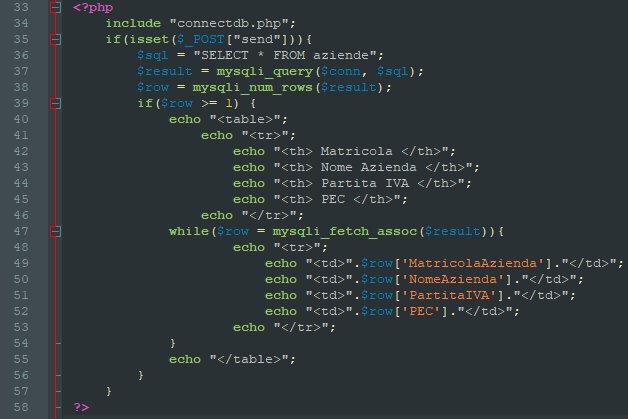 33 <?php
34 include "connectdb.php";
35 if(isset($_POST["send"])){
36 $sql = "SELECT * FROM aziende";
37 $result = mysqli_query($conn, $sql);
38 $row = mysqli_num_rows($result);
39 if($row >= 1) {
40 echo "<table>";
41 echo "<tr>";
42 echo "<th> Matricola </th>";
43 echo "<th> Nome Azienda </th>";
44 echo "<th> Partita IVA </th>";
45 echo "<th> PEC </th>";
46 echo "</tr>";
47 while($row = mysqli_fetch_assoc($result)){
48 echo "<tr>";
49 echo "<td>".$row['MatricolaAzienda']."</td>";
50 echo "<td>".$row['NomeAzienda']."</td>";
51 echo "<td>".$row['PartitaIVA']."</td>";
52 echo "<td>".$row['PEC']."</td>";
53 echo "</tr>";
54 }
55 echo "</table>";
56 }
57 }
58 ?>